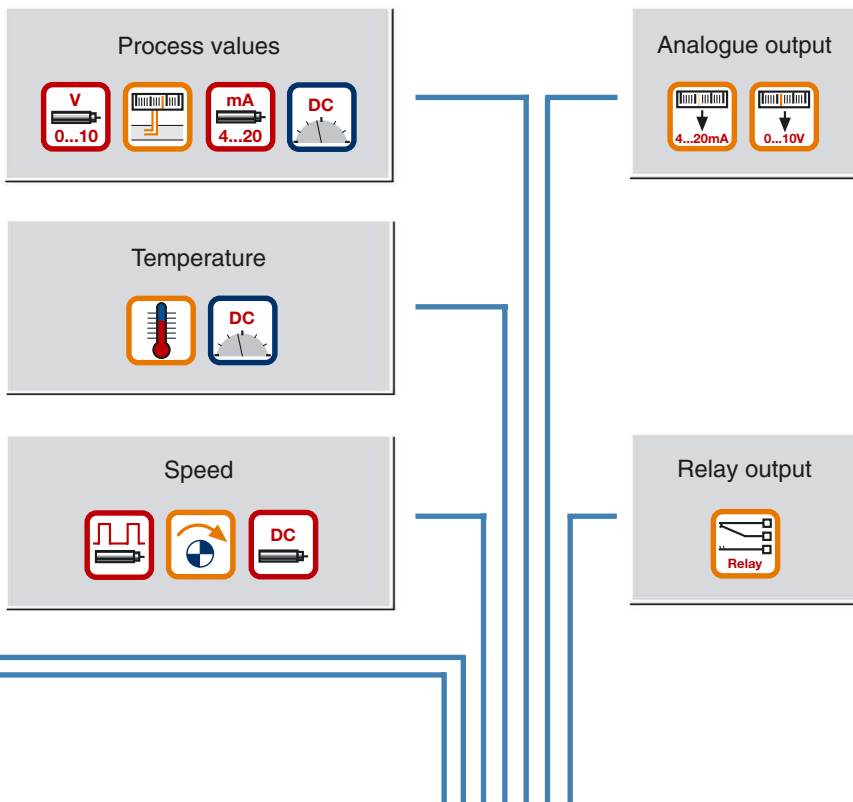 Process values
V
0...10
mA
4...20
DC
Analogue output
4...20mA
0...10V
Temperature
DC
Speed
DC
Relay output
Relay